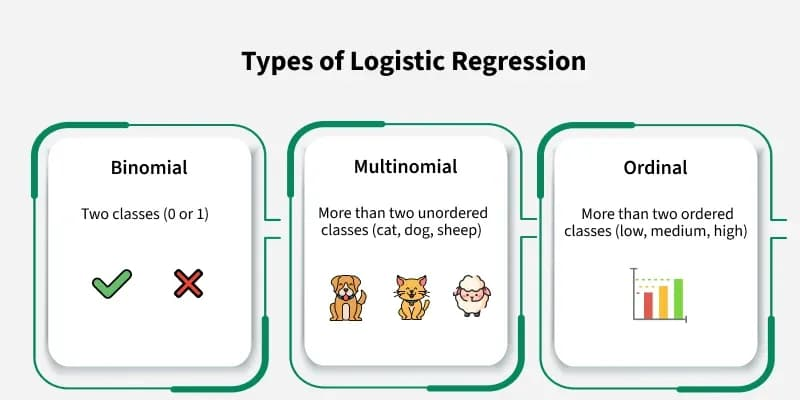 Types of Logistic Regression
Binomial
Two classes (0 or 1)
Multinomial
More than two unordered
classes (cat, dog, sheep)
Ordinal
More than two ordered
classes (low, medium, high)